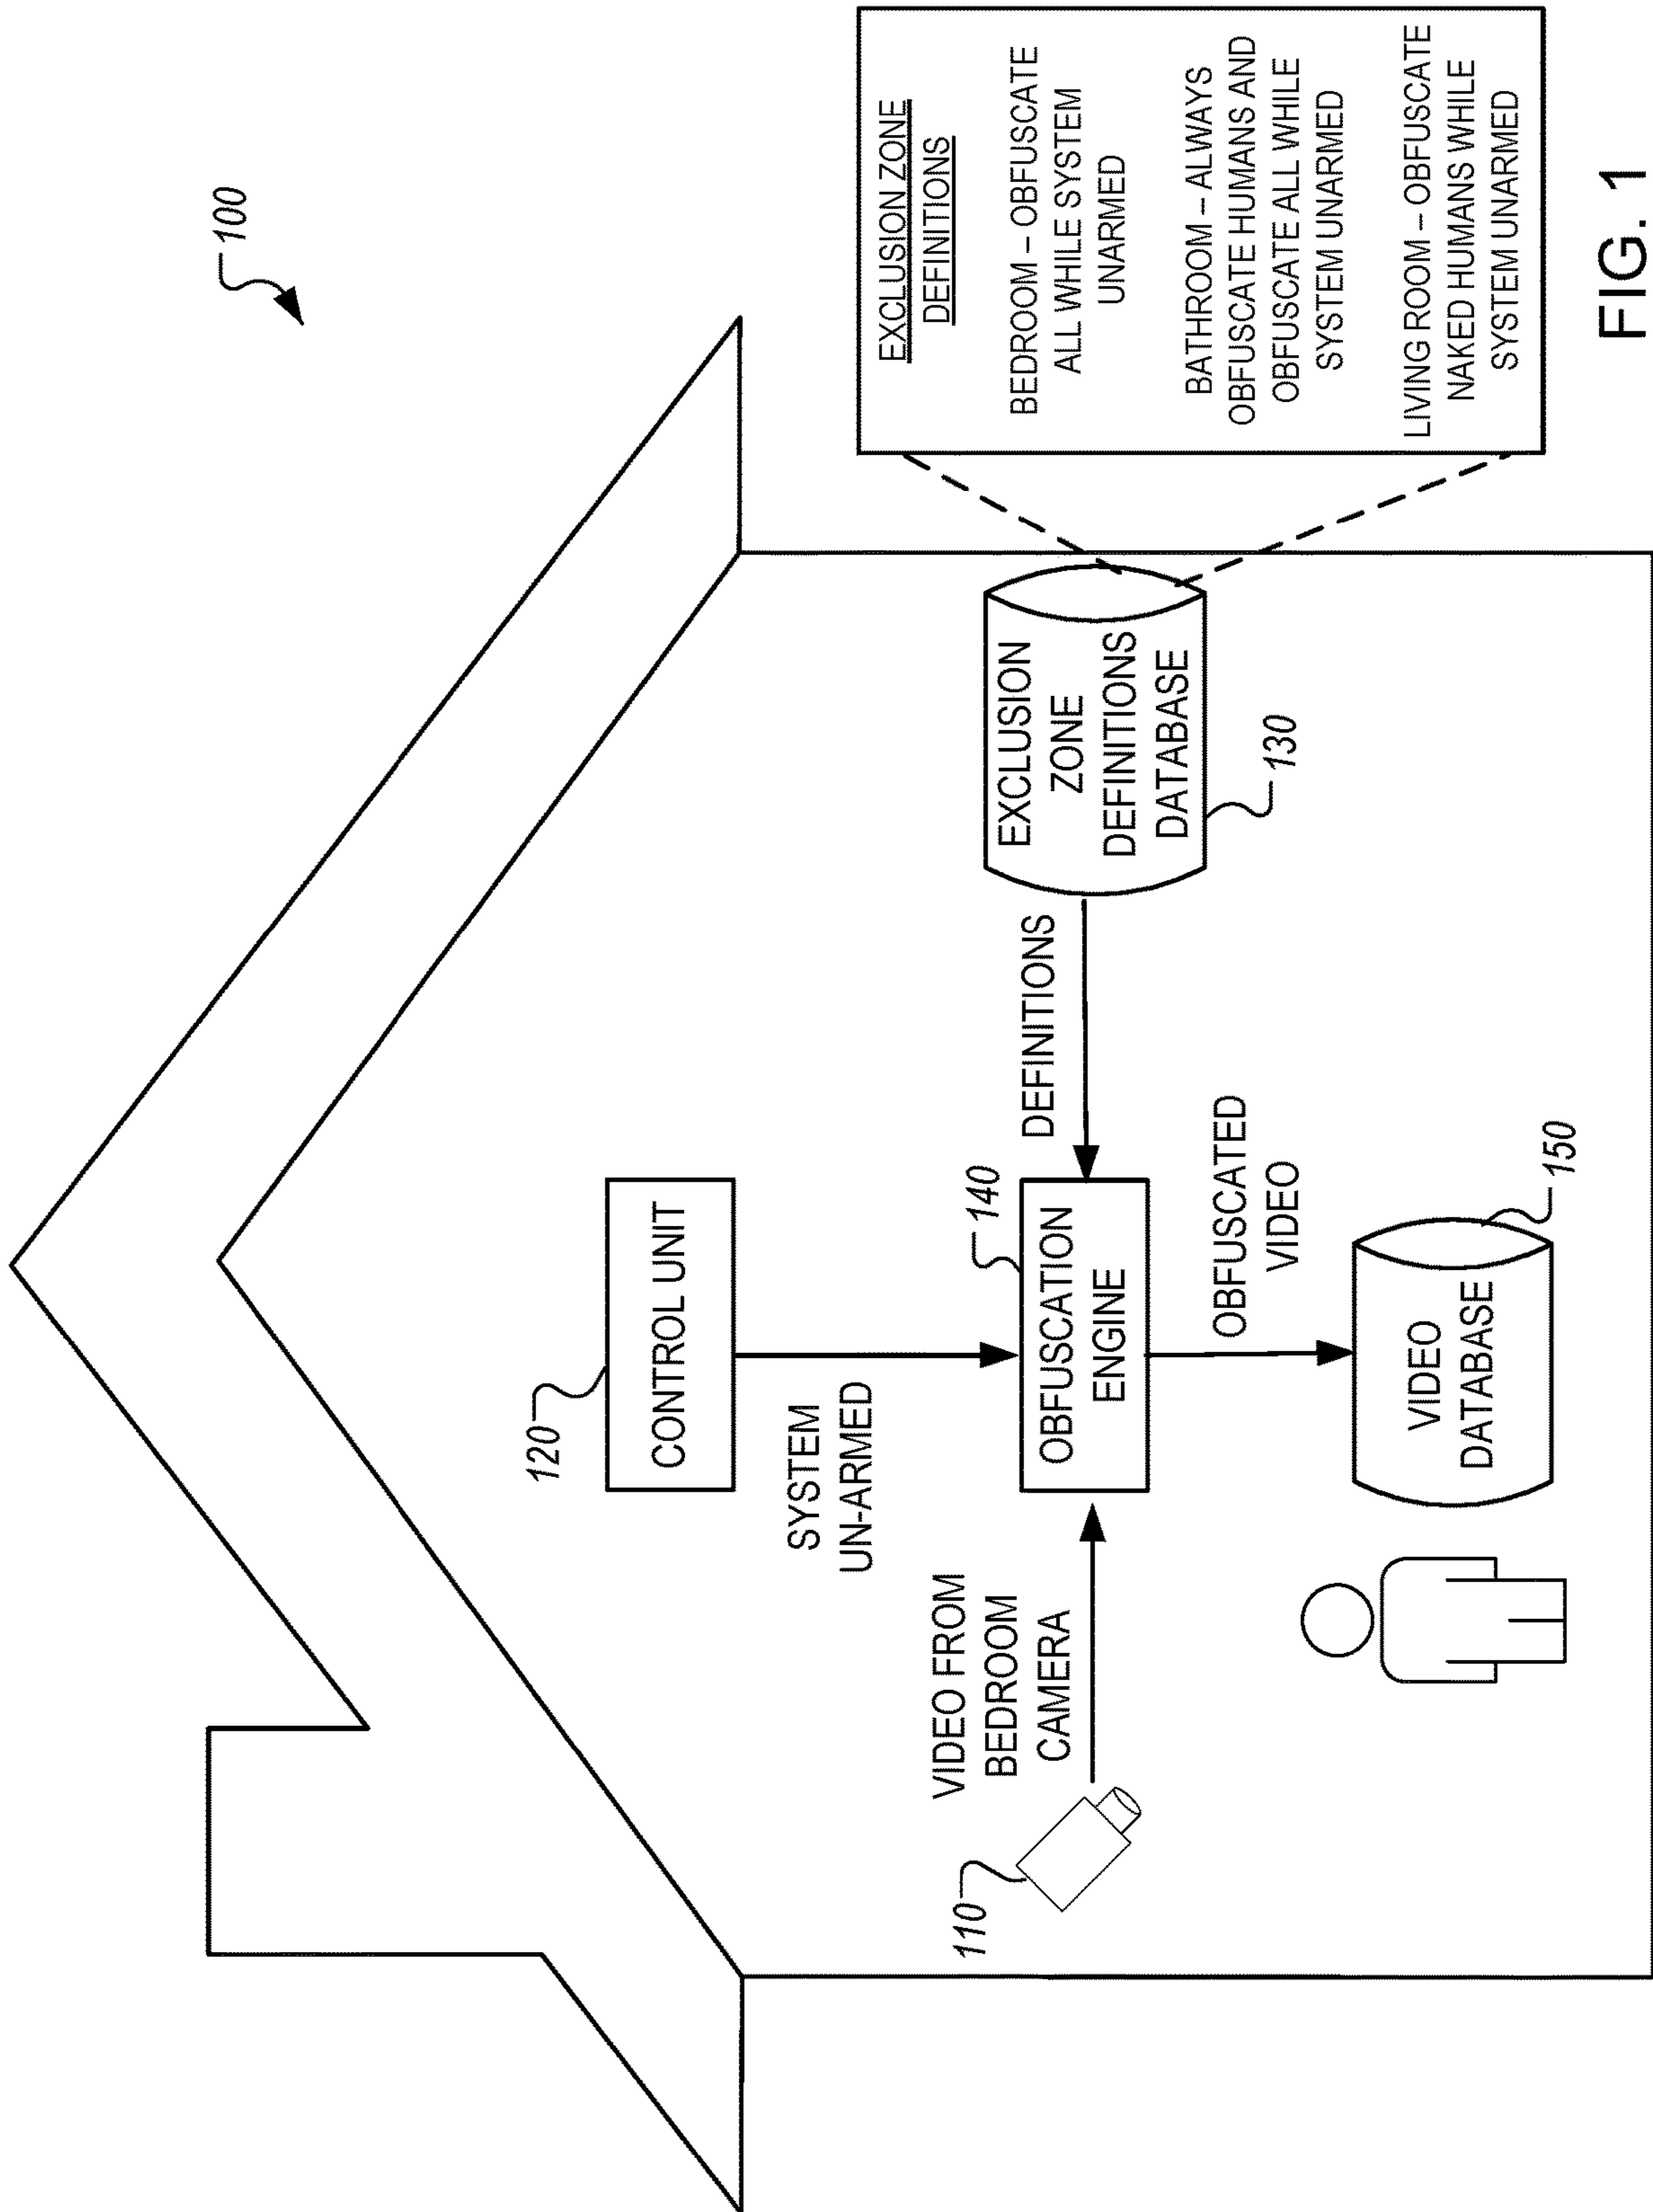 100
120
CONTROL UNIT
SYSTEM
UN-ARMED
110
VIDEO FROM
BEDROOM
CAMERA
140
OBFUSCATION
ENGINE
DEFINITIONS
EXCLUSION
ZONE
DEFINITIONS
DATABASE
130
OBFUSCATED
VIDEO
VIDEO
DATABASE
150
EXCLUSION ZONE
DEFINITIONS
BEDROOM – OBFUSCATE
ALL WHILE SYSTEM
UNARMED
BATHROOM – ALWAYS
OBFUSCATE HUMANS AND
OBFUSCATE ALL WHILE
SYSTEM UNARMED
LIVING ROOM – OBFUSCATE
NAKED HUMANS WHILE
SYSTEM UNARMED
FIG. 1